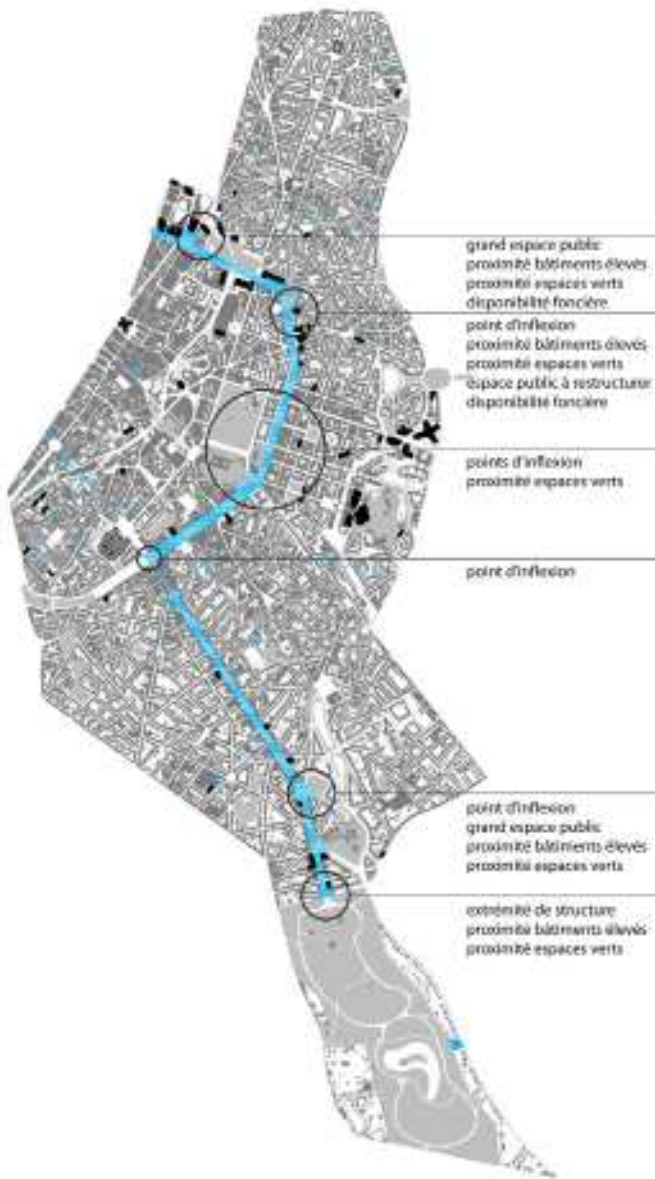 grand espace public
proximité bâtiments élevés
proximité espaces verts
disponibilité foncière
point d'inflexion
proximité bâtiments élevés
proximité espaces verts
espace public à restructurer
disponibilité foncière
points d'inflexion
proximité espaces verts
point d'inflexion
point d'inflexion
grand espace public
proximité bâtiments élevés
proximité espaces verts
extrémité de structure
proximité bâtiments élevés
proximité espaces verts